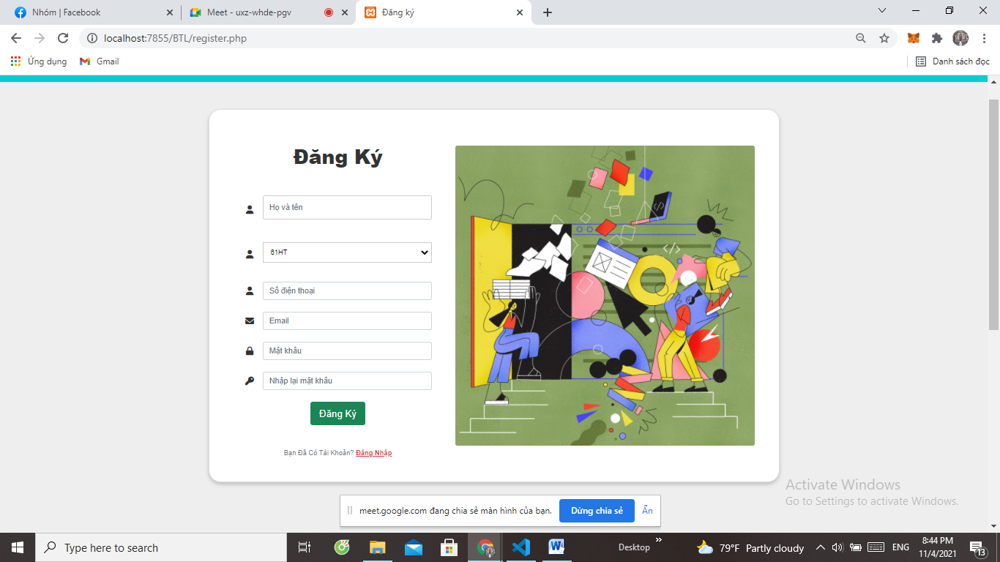 Nhóm | Facebook
Meet - uxz-whde-pgv
Đăng ký
localhost:7855/BTL/register.php
Ứng dụng
Gmail
Danh sách đọc
Đăng Ký
Họ và tên
61HT
Số điện thoại
Email
Mật khẩu
Nhập lại mật khẩu
Đăng Ký
Bạn Đã Có Tài Khoản? Đăng Nhập
</>
</>
Activate Windows
Go to Settings to activate Windows.
meet.google.com đang chia sẻ màn hình của bạn.
Dừng chia sẻ
Ẩn
Type here to search
Desktop
79°F Partly cloudy
ENG
8:44 PM
11/4/2021
13